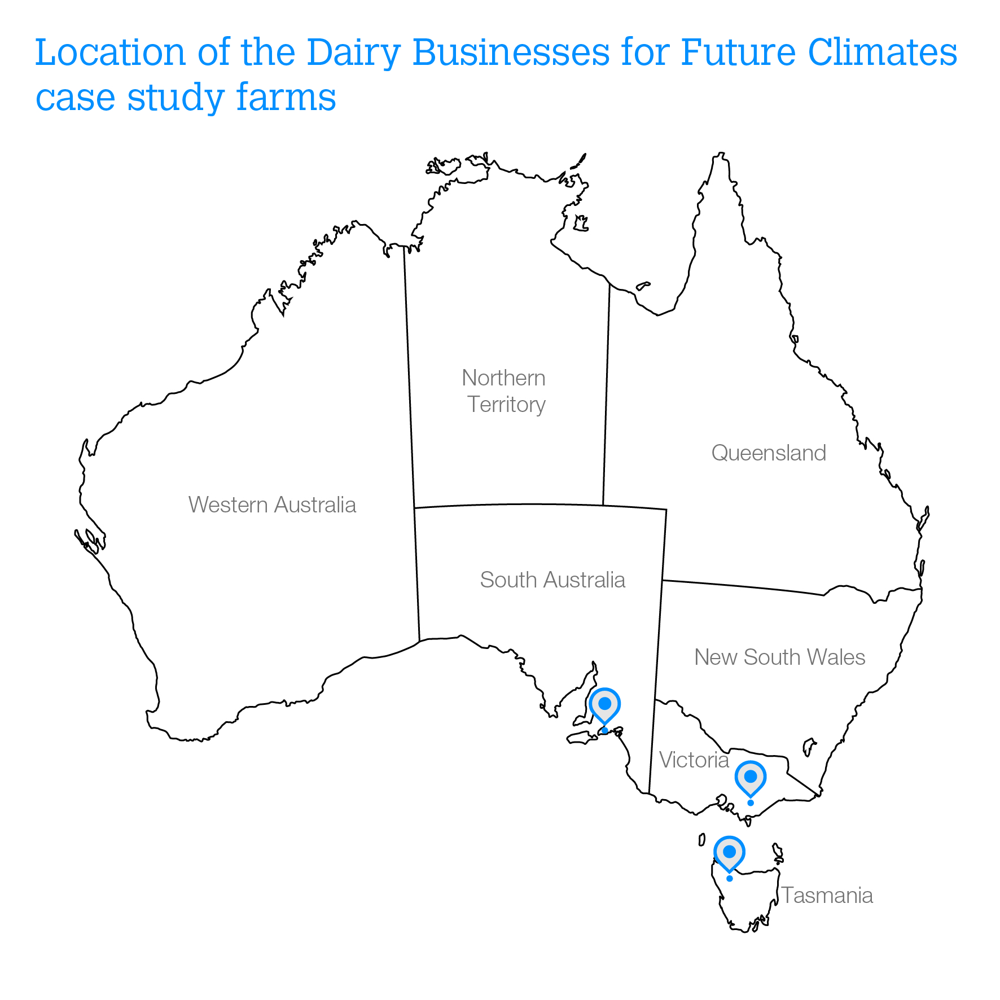 Location of the Dairy Businesses for Future Climates
case study farms
Northern
Territory
Queensland
Western Australia
South Australia
New South Wales
Victoria
Tasmania